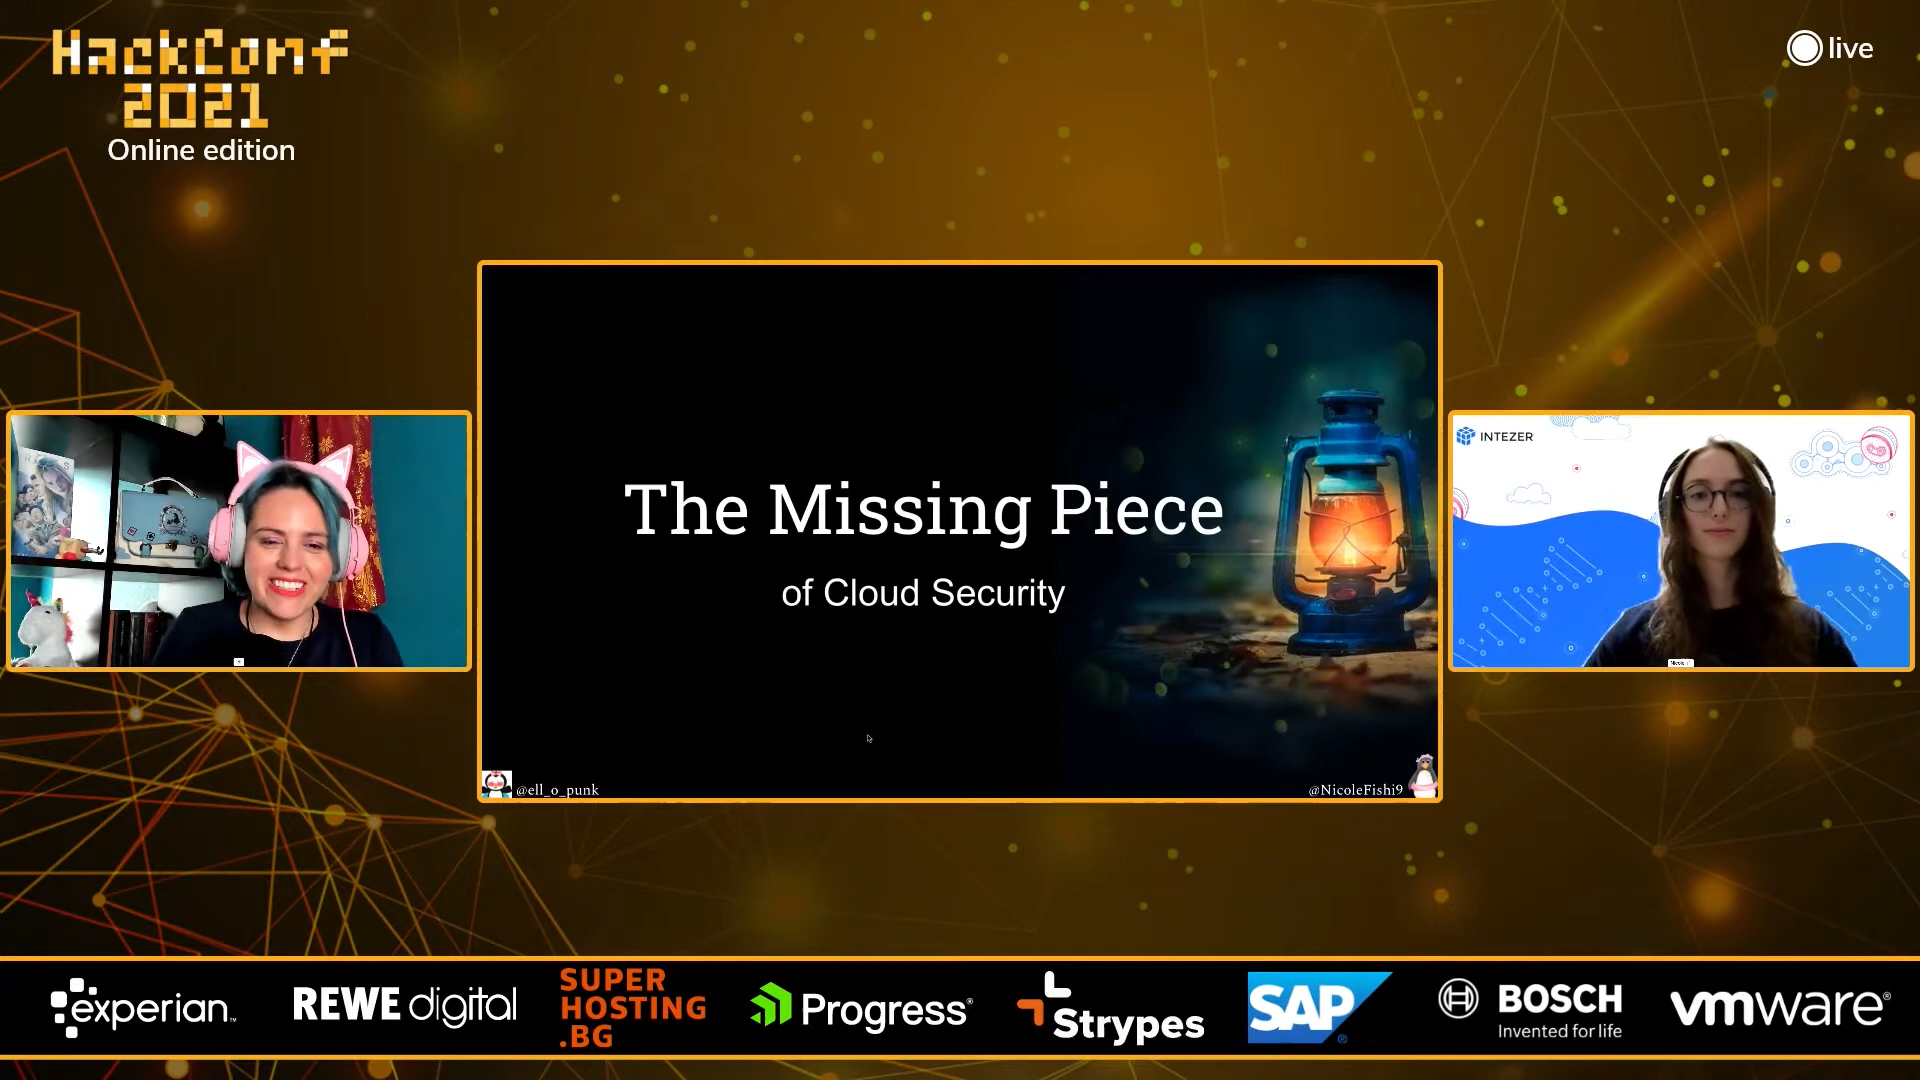 HackConf
2021
Online edition
live
INTEZER
The Missing Piece
of Cloud Security
@ell_o_punk
@NicoleFishi9
experian™
REWE digital
SUPER
HOSTING
.BG
Progress®
Strypes
SAP®
BOSCH
Invented for life
vmware®